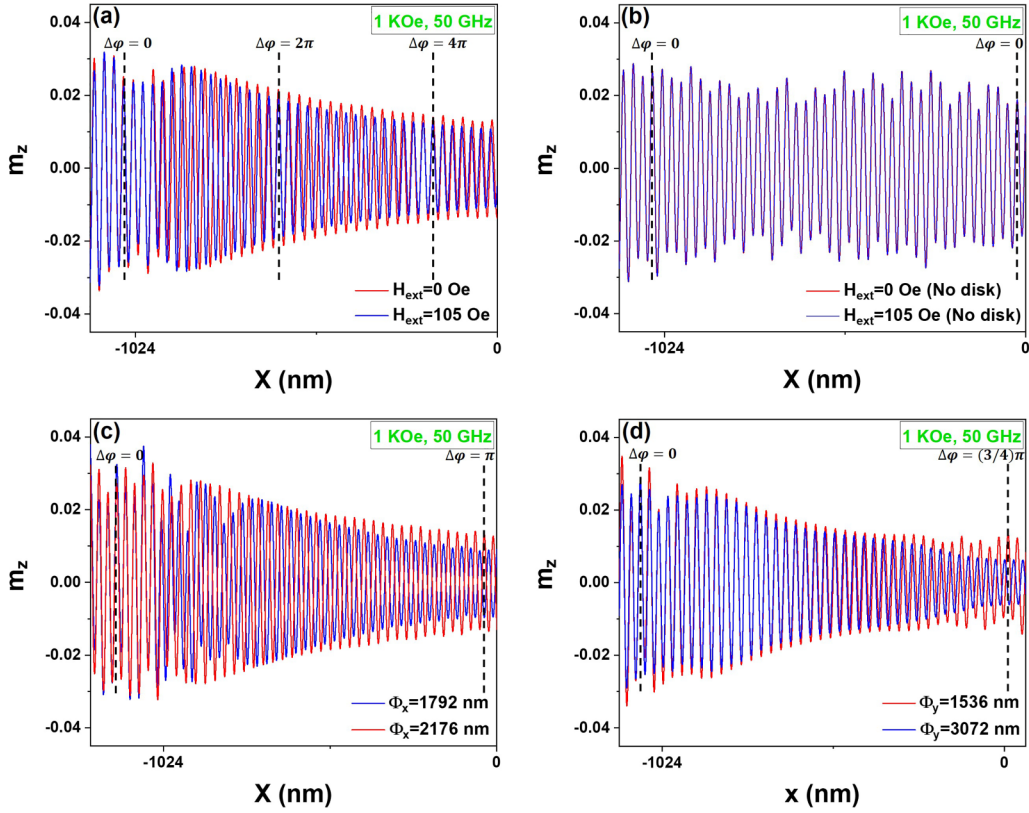 (a)
1 KOe, 50 GHz
Δφ = 0
Δφ = 2π
Δφ = 4π
0.04
0.02
0.00
-0.02
-0.04
m_z
H_ext=0 Oe
H_ext=105 Oe
-1024
0
X (nm)
(b)
1 KOe, 50 GHz
Δφ = 0
Δφ = 0
0.04
0.02
0.00
-0.02
-0.04
m_z
H_ext=0 Oe (No disk)
H_ext=105 Oe (No disk)
-1024
0
X (nm)
(c)
1 KOe, 50 GHz
Δφ = 0
Δφ = π
0.04
0.02
0.00
-0.02
-0.04
m_z
Φ_x=1792 nm
Φ_x=2176 nm
-1024
0
X (nm)
(d)
1 KOe, 50 GHz
Δφ = 0
Δφ = (3/4)π
0.04
0.02
0.00
-0.02
-0.04
m_z
Φ_y=1536 nm
Φ_y=3072 nm
-1024
0
x (nm)